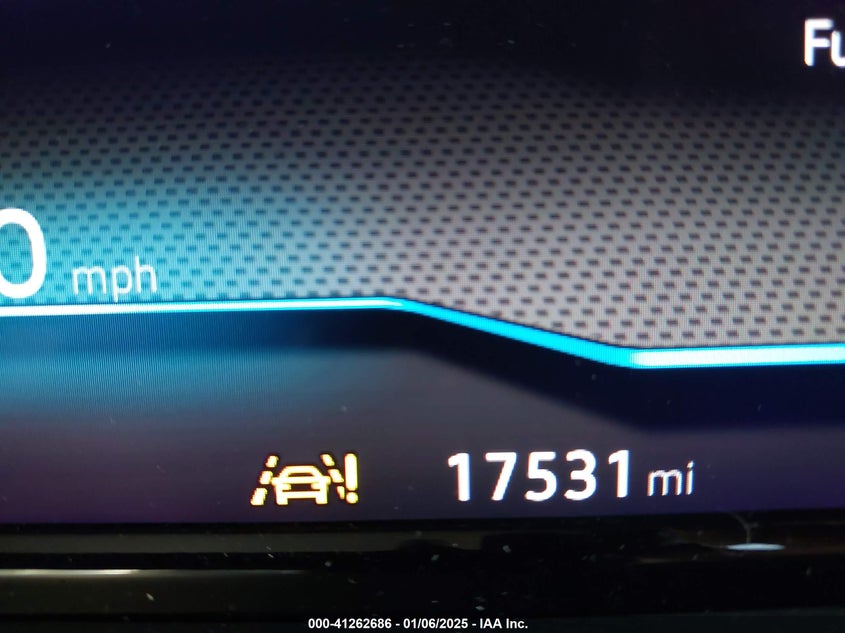 Fu
0 mph
17531 mi
000-41262686 - 01/06/2025 - IAA Inc.